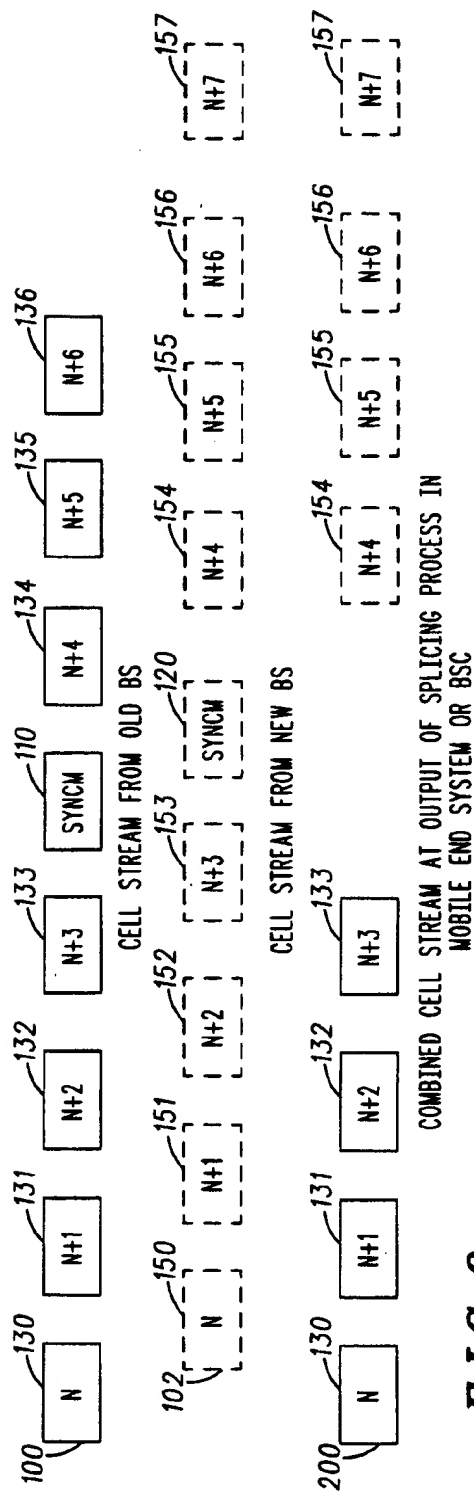 130 131 132 133 110 134 135 136
N N+1 N+2 N+3 SYNCM N+4 N+5 N+6
100
CELL STREAM FROM OLD BS
150 151 152 153 120 154 155 156 157
N N+1 N+2 N+3 SYNCM N+4 N+5 N+6 N+7
102
CELL STREAM FROM NEW BS
130 131 132 133 154 155 156 157
N N+1 N+2 N+3 N+4 N+5 N+6 N+7
200
COMBINED CELL STREAM AT OUTPUT OF SPLICING PROCESS IN
MOBILE END SYSTEM OR BSC